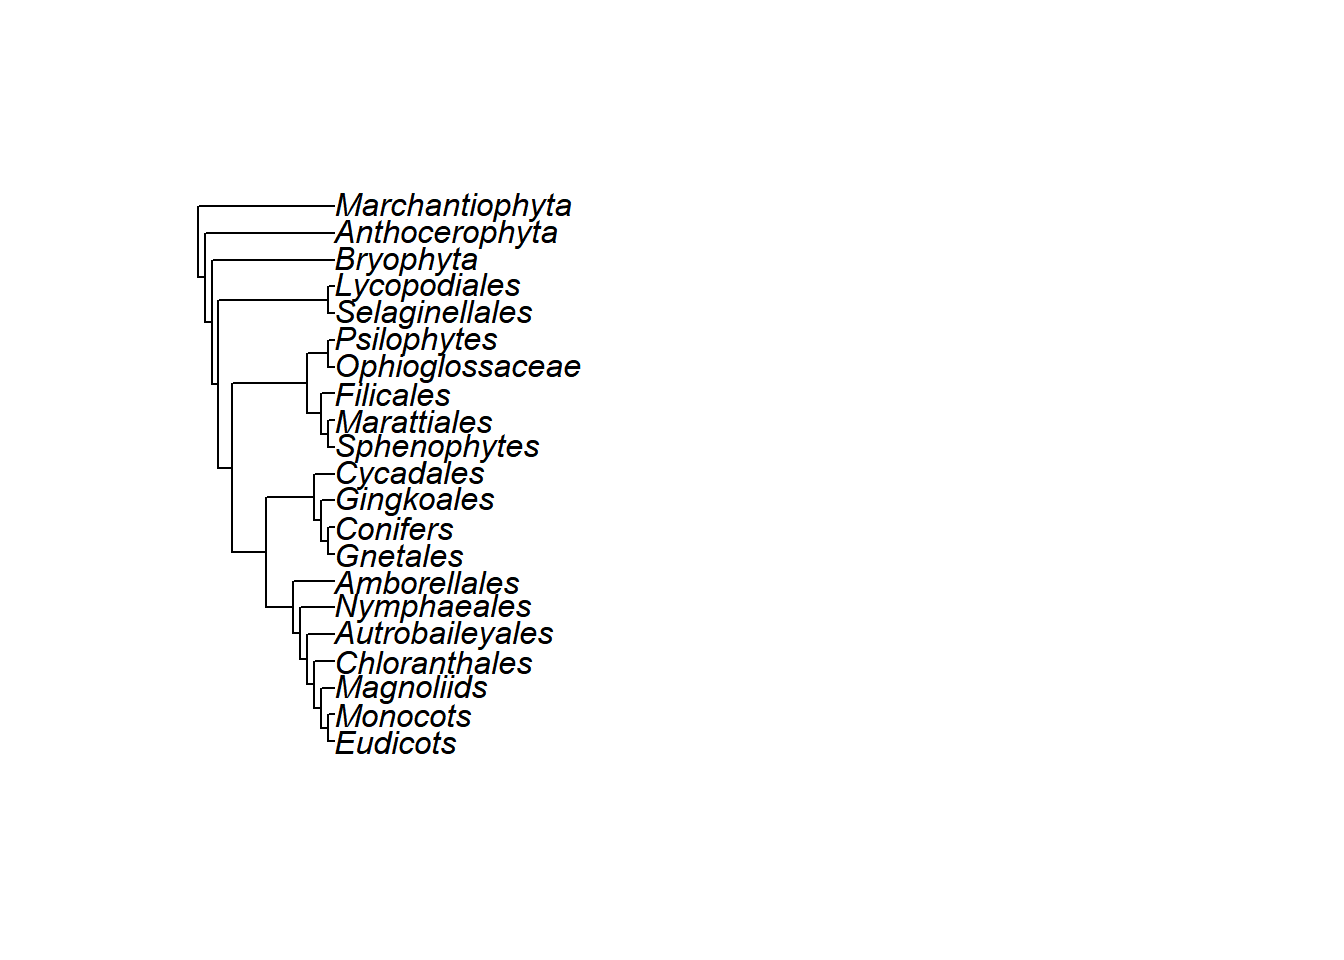 Marchantiophyta
Anthocerophyta
Bryophyta
Lycopodiales
Selaginellales
Psilophytes
Ophioglossaceae
Filicales
Marattiales
Sphenophytes
Cycadales
Gingkoales
Conifers
Gnetales
Amborellales
Nymphaeales
Autrobaileyales
Chloranthales
Magnoliids
Monocots
Eudicots